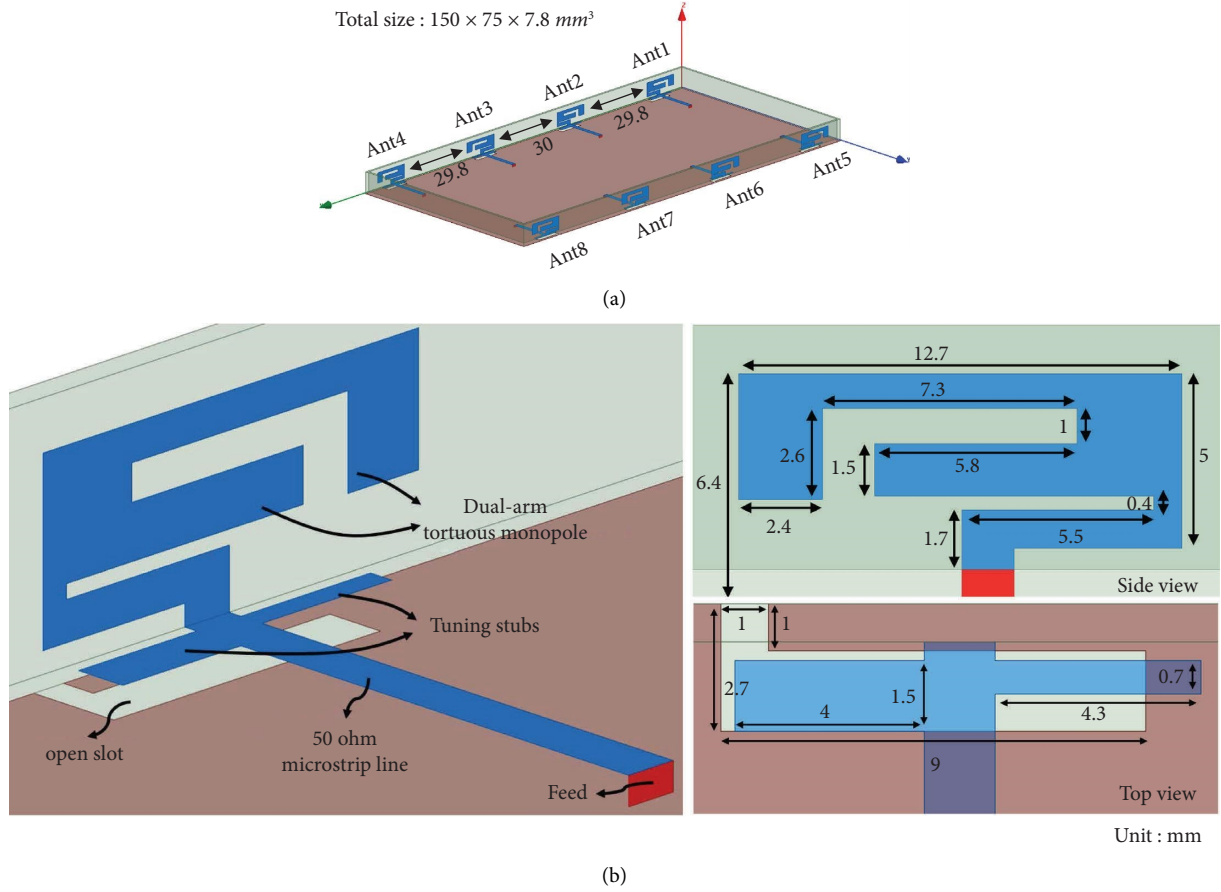 Total size : 150 × 75 × 7.8 mm³
z
Ant1
Ant2
Ant3
Ant4
29.8
30
29.8
Ant5
Ant6
Ant7
Ant8
(a)
Dual-arm
tortuous monopole
Tuning stubs
open slot
50 ohm
microstrip line
Feed
12.7
7.3
1
2.6
1.5
5.8
5
6.4
0.4
2.4
1.7
5.5
Side view
1
1
2.7
1.5
0.7
4
4.3
9
Top view
Unit : mm
(b)